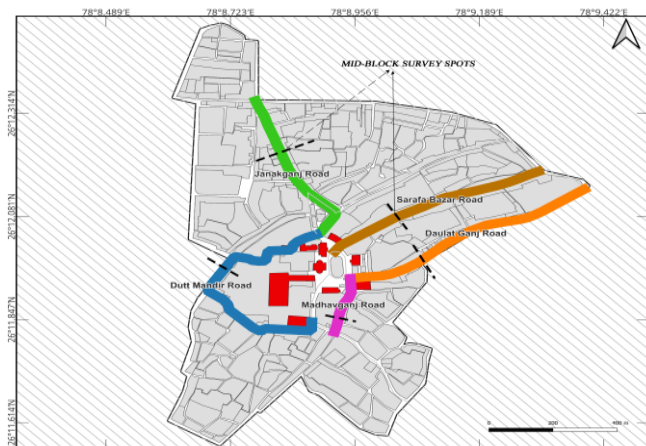 78°8.489'E 78°8.723'E 78°8.956'E 78°9.189'E 78°9.422'E
MID-BLOCK SURVEY SPOTS
26°12.314'N
Janakganj Road
Sarafa Bazar Road
26°12.081'N
Daulat Ganj Road
Dutt Mandir Road
Madhavganj Road
26°11.847'N
26°11.614'N
0 200 400 m